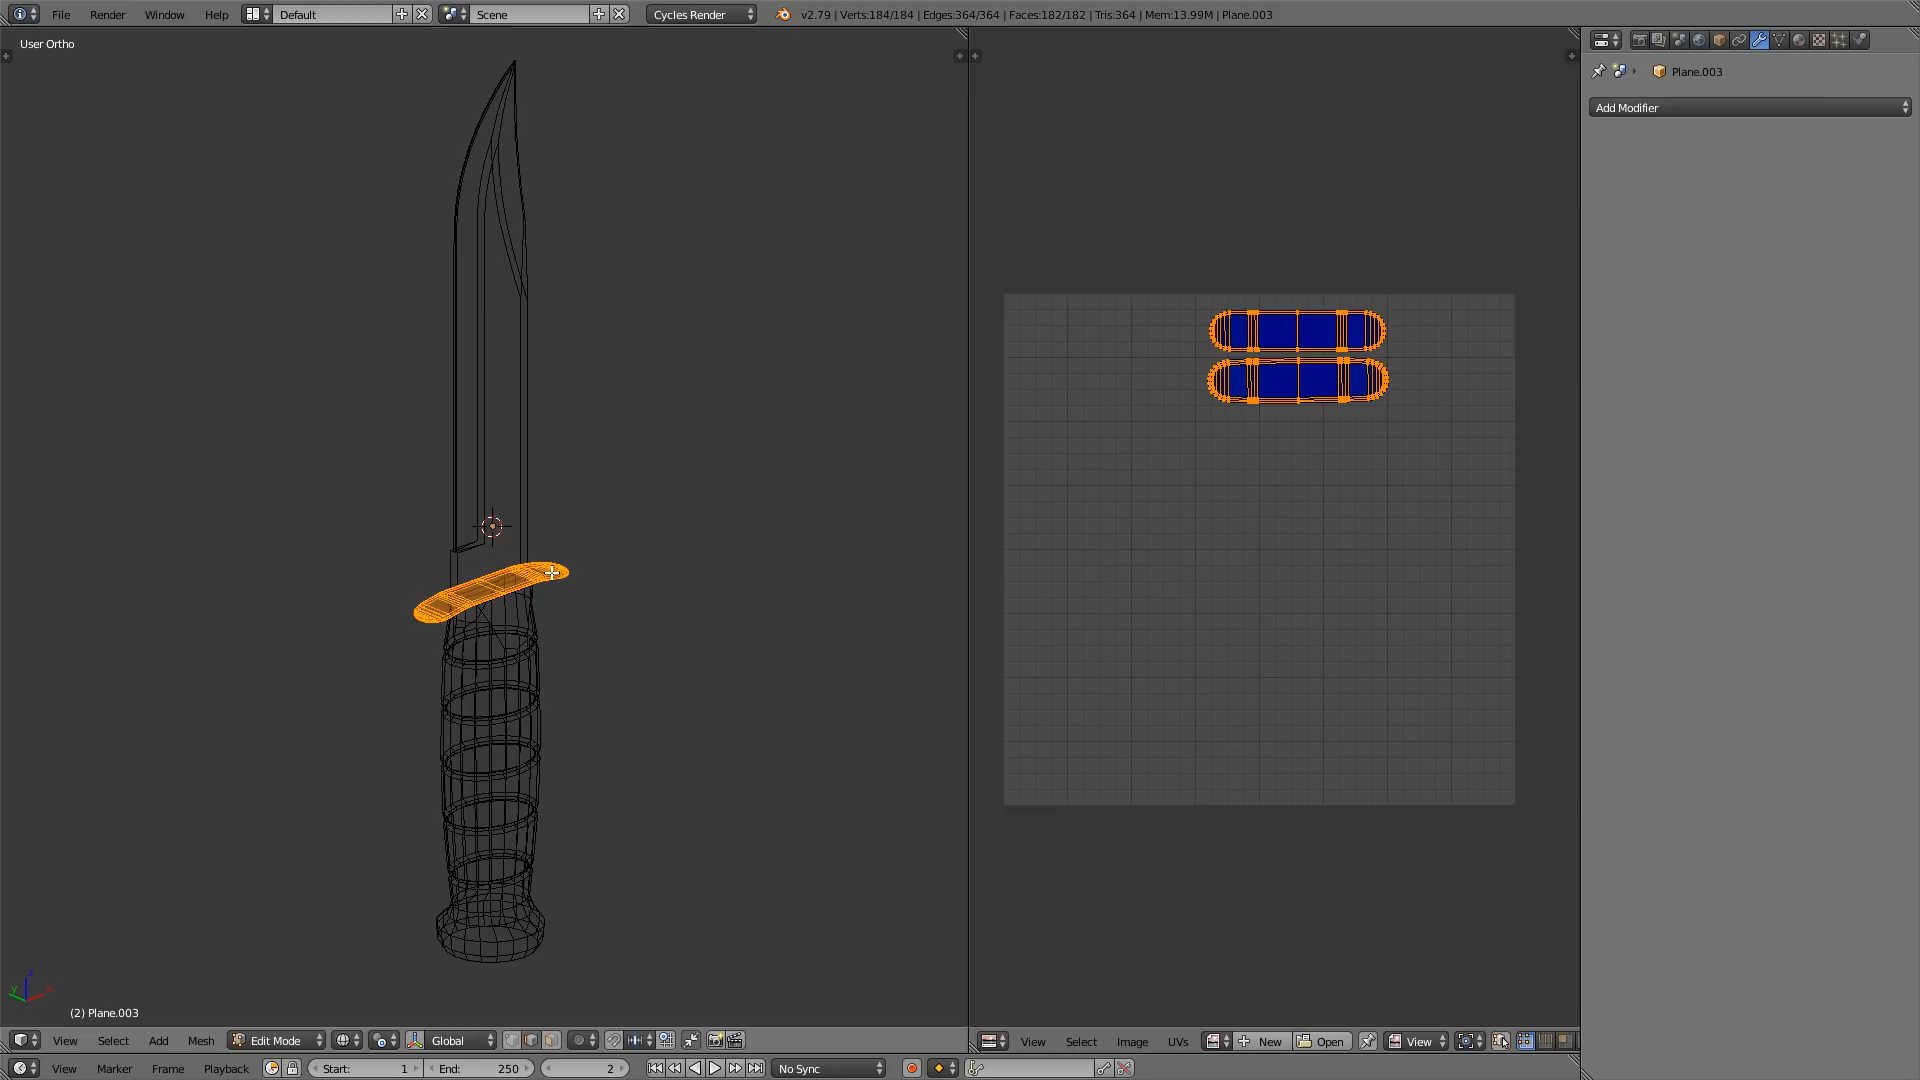 File Render Window Help Default Scene Cycles Render v2.79 | Verts:184/184 | Edges:364/364 | Faces:182/182 | Tris:364 | Mem:13.99M | Plane.003
User Ortho
Plane.003
Add Modifier
z
y x
(2) Plane.003
View Select Add Mesh Edit Mode Global View Select Image UVs New Open View
View Marker Frame Playback Start: 1 End: 250 2 No Sync